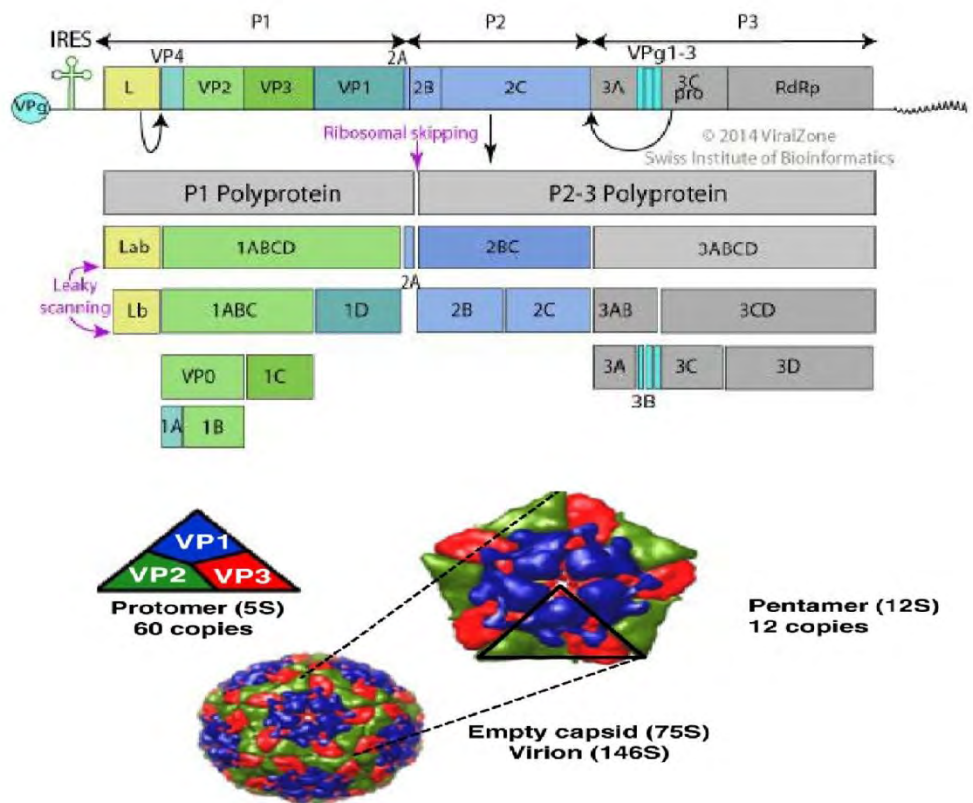 P1 P2 P3
IRES VP4 2A VPg1-3
VPg L VP2 VP3 VP1 2B 2C 3A 3C pro RdRp
Ribosomal skipping
© 2014 ViralZone
Swiss Institute of Bioinformatics
P1 Polyprotein P2-3 Polyprotein
Lab 1ABCD 2BC 3ABCD
2A
Leaky
scanning
Lb 1ABC 1D 2B 2C 3AB 3CD
VP0 1C 3A 3C 3D
3B
1A 1B
VP1
VP2 VP3
Protomer (5S)
60 copies
Pentamer (12S)
12 copies
Empty capsid (75S)
Virion (146S)